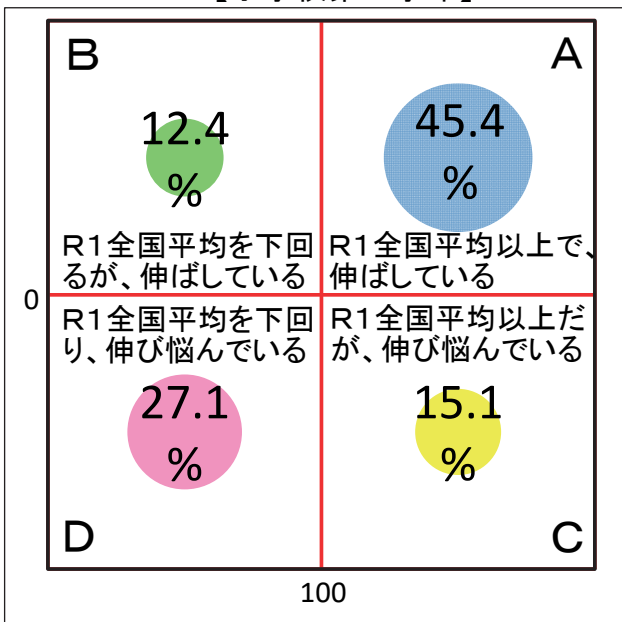 B
A
12.4
%
45.4
%
R1全国平均を下回
るが、伸ばしている
R1全国平均以上で、
伸ばしている
0
R1全国平均を下回
り、伸び悩んでいる
R1全国平均以上だ
が、伸び悩んでいる
27.1
%
15.1
%
D
C
100